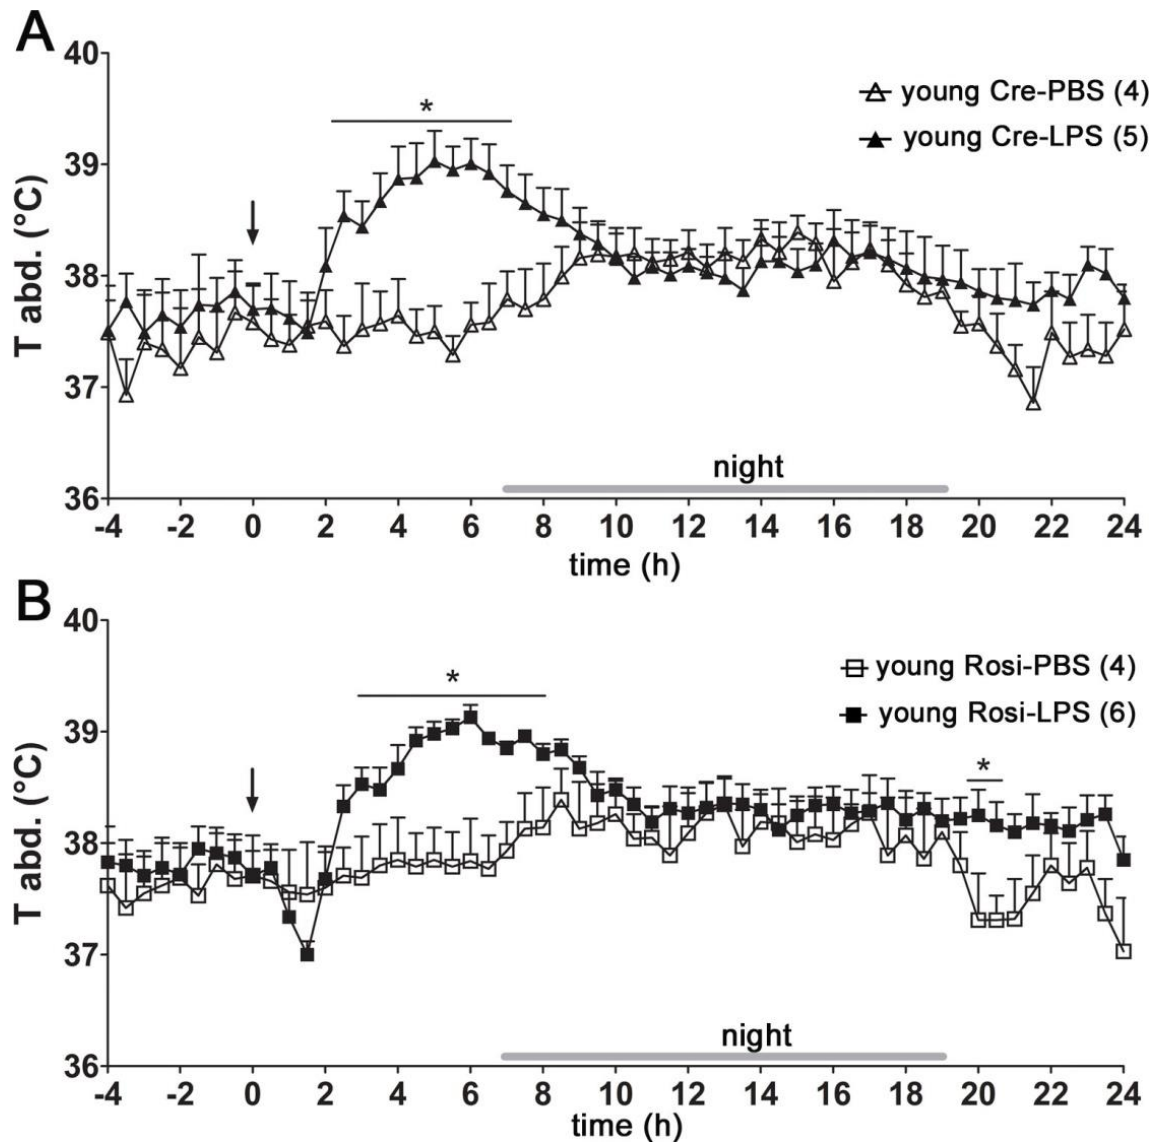 A
40
39
38
37
36
T abd. (°C)
*
young Cre-PBS (4)
young Cre-LPS (5)
night
-4 -2 0 2 4 6 8 10 12 14 16 18 20 22 24
time (h)
B
40
39
38
37
36
T abd. (°C)
*
*
young Rosi-PBS (4)
young Rosi-LPS (6)
night
-4 -2 0 2 4 6 8 10 12 14 16 18 20 22 24
time (h)